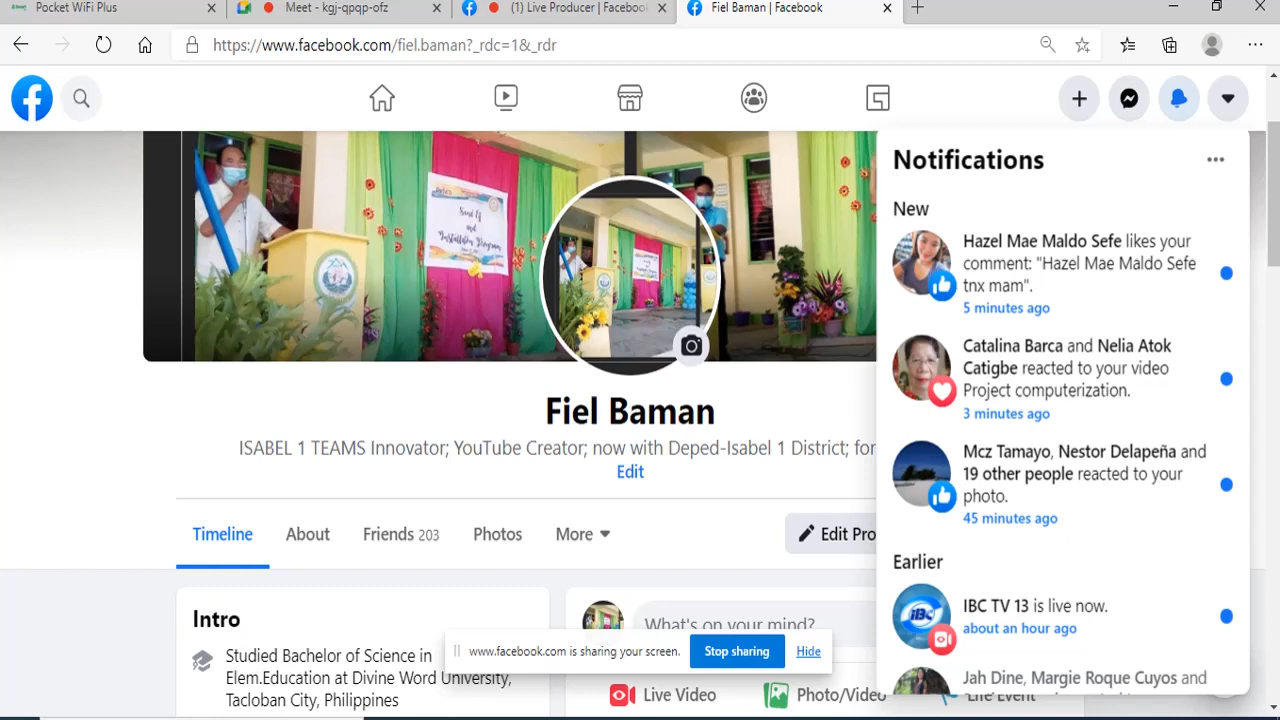 Pocket WiFi Plus
Meet - kgj-qpqp-ofz
(1) Live Producer | Facebook
Fiel Baman | Facebook
https://www.facebook.com/fiel.baman?_rdc=1&_rdr
Notifications
New
Hazel Mae Maldo Sefe likes your
comment: "Hazel Mae Maldo Sefe
tnx mam".
5 minutes ago
Catalina Barca and Nelia Atok
Catigbe reacted to your video
Project computerization.
3 minutes ago
Mcz Tamayo, Nestor Delapeña and
19 other people reacted to your
photo.
45 minutes ago
Earlier
IBC TV 13 is live now.
about an hour ago
Jah Dine, Margie Roque Cuyos and
Send Off
and
Installation Program
Fiel Baman
ISABEL 1 TEAMS Innovator; YouTube Creator; now with Deped-Isabel 1 District; for
Edit
Timeline
About
Friends 203
Photos
More
Edit Pro
Intro
Studied Bachelor of Science in
Elem.Education at Divine Word University,
Tacloban City, Philippines
What's on your mind?
www.facebook.com is sharing your screen.
Stop sharing
Hide
Live Video
Photo/Video
Life Event